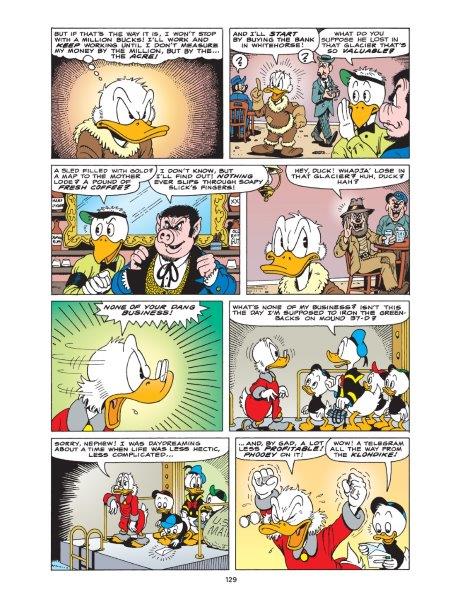 BUT IF THAT'S THE WAY IT IS, I WON'T STOP
WITH A MILLION BUCKS! I'LL WORK AND
KEEP WORKING UNTIL I DON'T MEASURE
MY MONEY BY THE MILLION, BUT BY THE...
THE ACRE!
AND I'LL START
BY BUYING THE BANK
IN WHITEHORSE!
WHAT DO YOU
SUPPOSE HE LOST IN
THAT GLACIER THAT'S
SO VALUABLE?
A SLED FILLED WITH GOLD?
A MAP TO THE MOTHER
LODE? A POUND OF
FRESH COFFEE?
I DON'T KNOW, BUT
I'LL FIND OUT! NOTHING
EVER SLIPS THROUGH SOAPY
SLICK'S FINGERS!
HEY, DUCK! WHADJA' LOSE IN
THAT GLACIER? HUH, DUCK?
HAH?
NONE OF YOUR DANG
BUSINESS!
WHAT'S NONE OF MY BUSINESS? ISN'T THIS
THE DAY I'M SUPPOSED TO IRON THE GREEN-
BACKS ON MOUND 37-D?
SORRY, NEPHEW! I WAS DAYDREAMING
ABOUT A TIME WHEN LIFE WAS LESS HECTIC,
LESS COMPLICATED...
U.S.
MAIL
...AND, BY GAD, A LOT
LESS PROFITABLE!
PHOOEY ON IT!
WOW! A TELEGRAM
ALL THE WAY FROM
THE KLONDIKE!
129